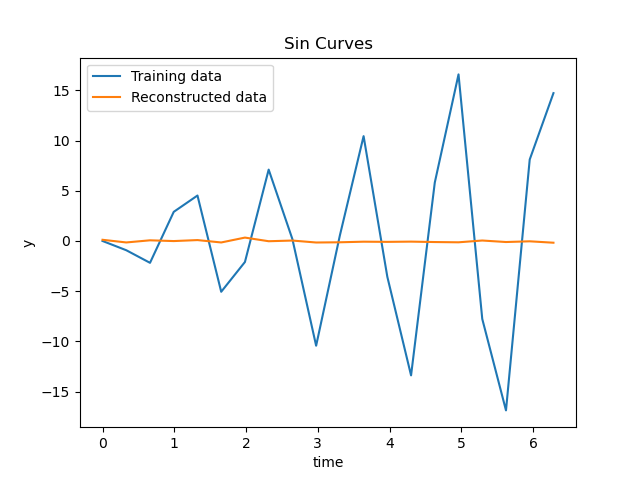 Sin Curves
Training data
Reconstructed data
15
10
5
0
−5
−10
−15
y
0 1 2 3 4 5 6
time